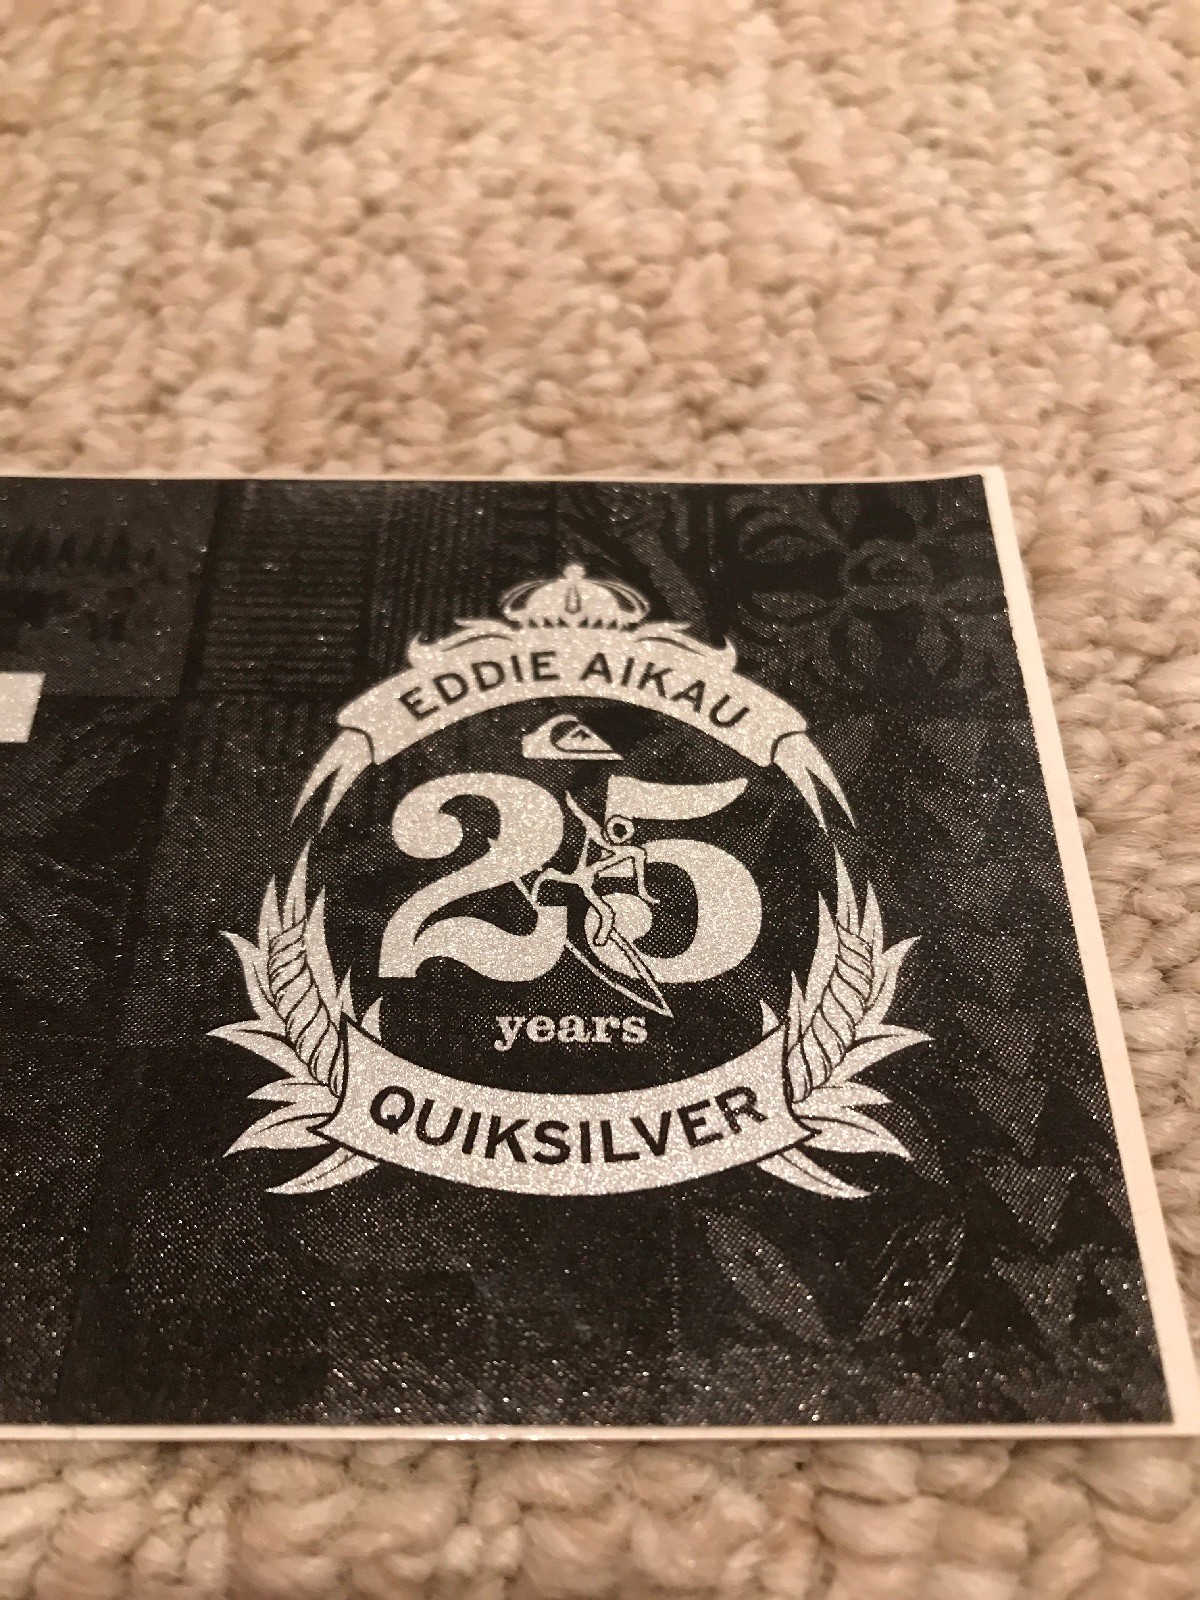 EDDIE AIKAU
25
years
QUIKSILVER